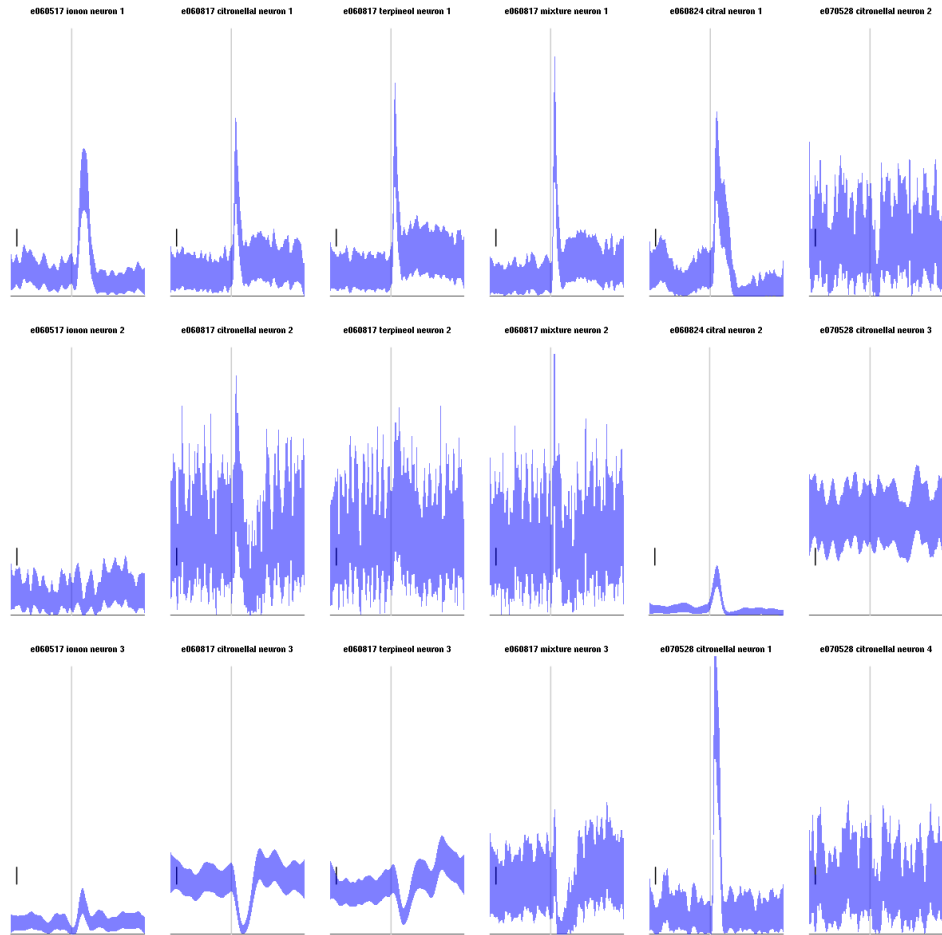 e060517 ionon neuron 1
e060817 citronellal neuron 1
e060817 terpineol neuron 1
e060817 mixture neuron 1
e060824 citral neuron 1
e070528 citronellal neuron 2
e060517 ionon neuron 2
e060817 citronellal neuron 2
e060817 terpineol neuron 2
e060817 mixture neuron 2
e060824 citral neuron 2
e070528 citronellal neuron 3
e060517 ionon neuron 3
e060817 citronellal neuron 3
e060817 terpineol neuron 3
e060817 mixture neuron 3
e070528 citronellal neuron 1
e070528 citronellal neuron 4